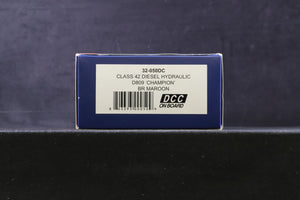 32-058DC
CLASS 42 DIESEL HYDRAULIC
D809 'CHAMPION'
BR MAROON
DCC
ON BOARD